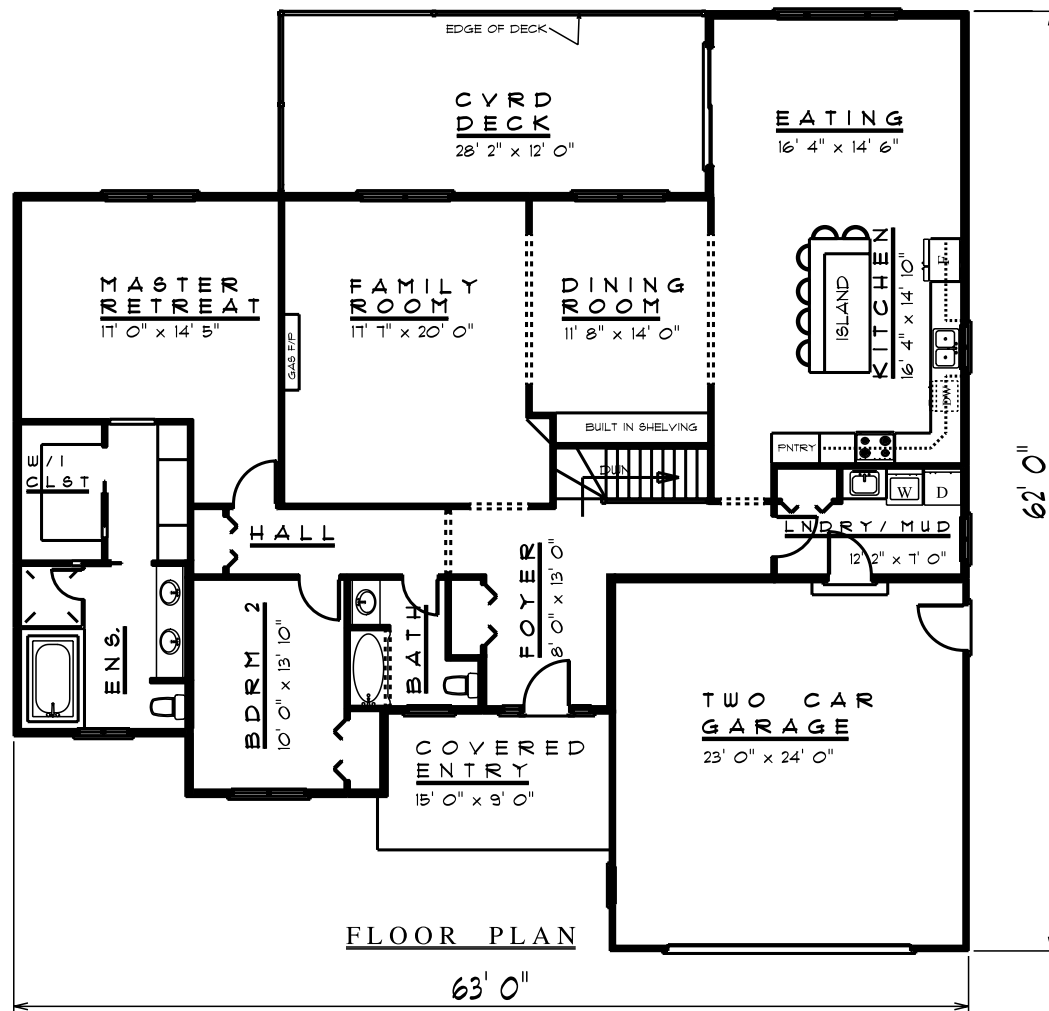 EDGE OF DECK
CVRD
DECK
28' 2" x 12' 0"
EATING
16' 4" x 14' 6"
MASTER
RETREAT
17' 0" x 14' 5"
FAMILY
ROOM
17' 7" x 20' 0"
GAS F/P
DINING
ROOM
11' 8" x 14' 0"
ISLAND
KITCHEN
16' 4" x 14' 10"
F
DW
BUILT IN SHELVING
PNTRY
W/I
CLST
DWN
W
D
HALL
LNDRY/ MUD
12' 2" x 7' 0"
FOYER
8' 0" x 13' 0"
ENS.
BDRM 2
10' 0" x 13' 10"
BATH
TWO CAR
GARAGE
23' 0" x 24' 0"
COVERED
ENTRY
15' 0" x 9' 0"
62' 0"
FLOOR PLAN
63' 0"